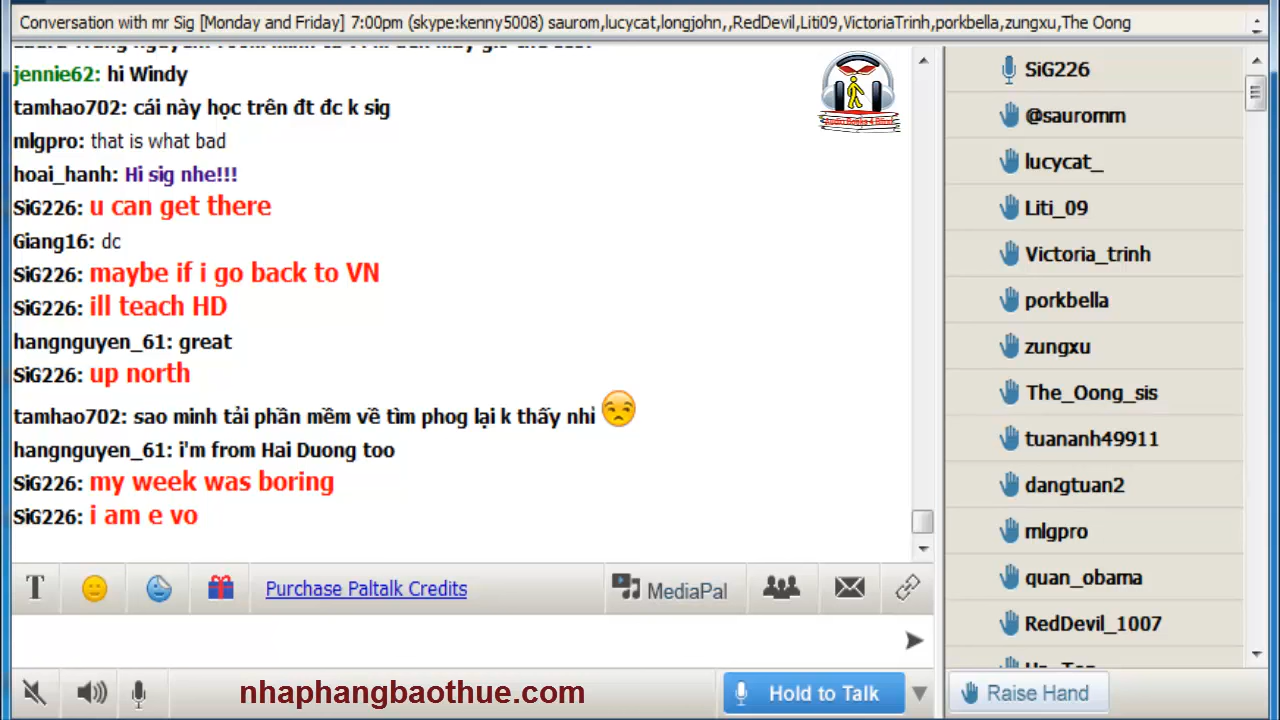 Conversation with mr Sig [Monday and Friday] 7:00pm (skype:kenny5008) saurom,lucycat,longjohn,,RedDevil,Liti09,VictoriaTrinh,porkbella,zungxu,The Oong
jennie62: hi Windy
tamhao702: cái này học trên đt đc k sig
mlgpro: that is what bad
hoai_hanh: Hi sig nhe!!!
SiG226: u can get there
Giang16: dc
SiG226: maybe if i go back to VN
SiG226: ill teach HD
hangnguyen_61: great
SiG226: up north
tamhao702: sao minh tải phần mềm về tìm phog lại k thấy nhi
hangnguyen_61: i'm from Hai Duong too
SiG226: my week was boring
SiG226: i am e vo
T
Purchase Paltalk Credits
MediaPal
nhaphangbaothue.com
Hold to Talk
SiG226
@sauromm
lucycat_
Liti_09
Victoria_trinh
porkbella
zungxu
The_Oong_sis
tuananh49911
dangtuan2
mlgpro
quan_obama
RedDevil_1007
Raise Hand